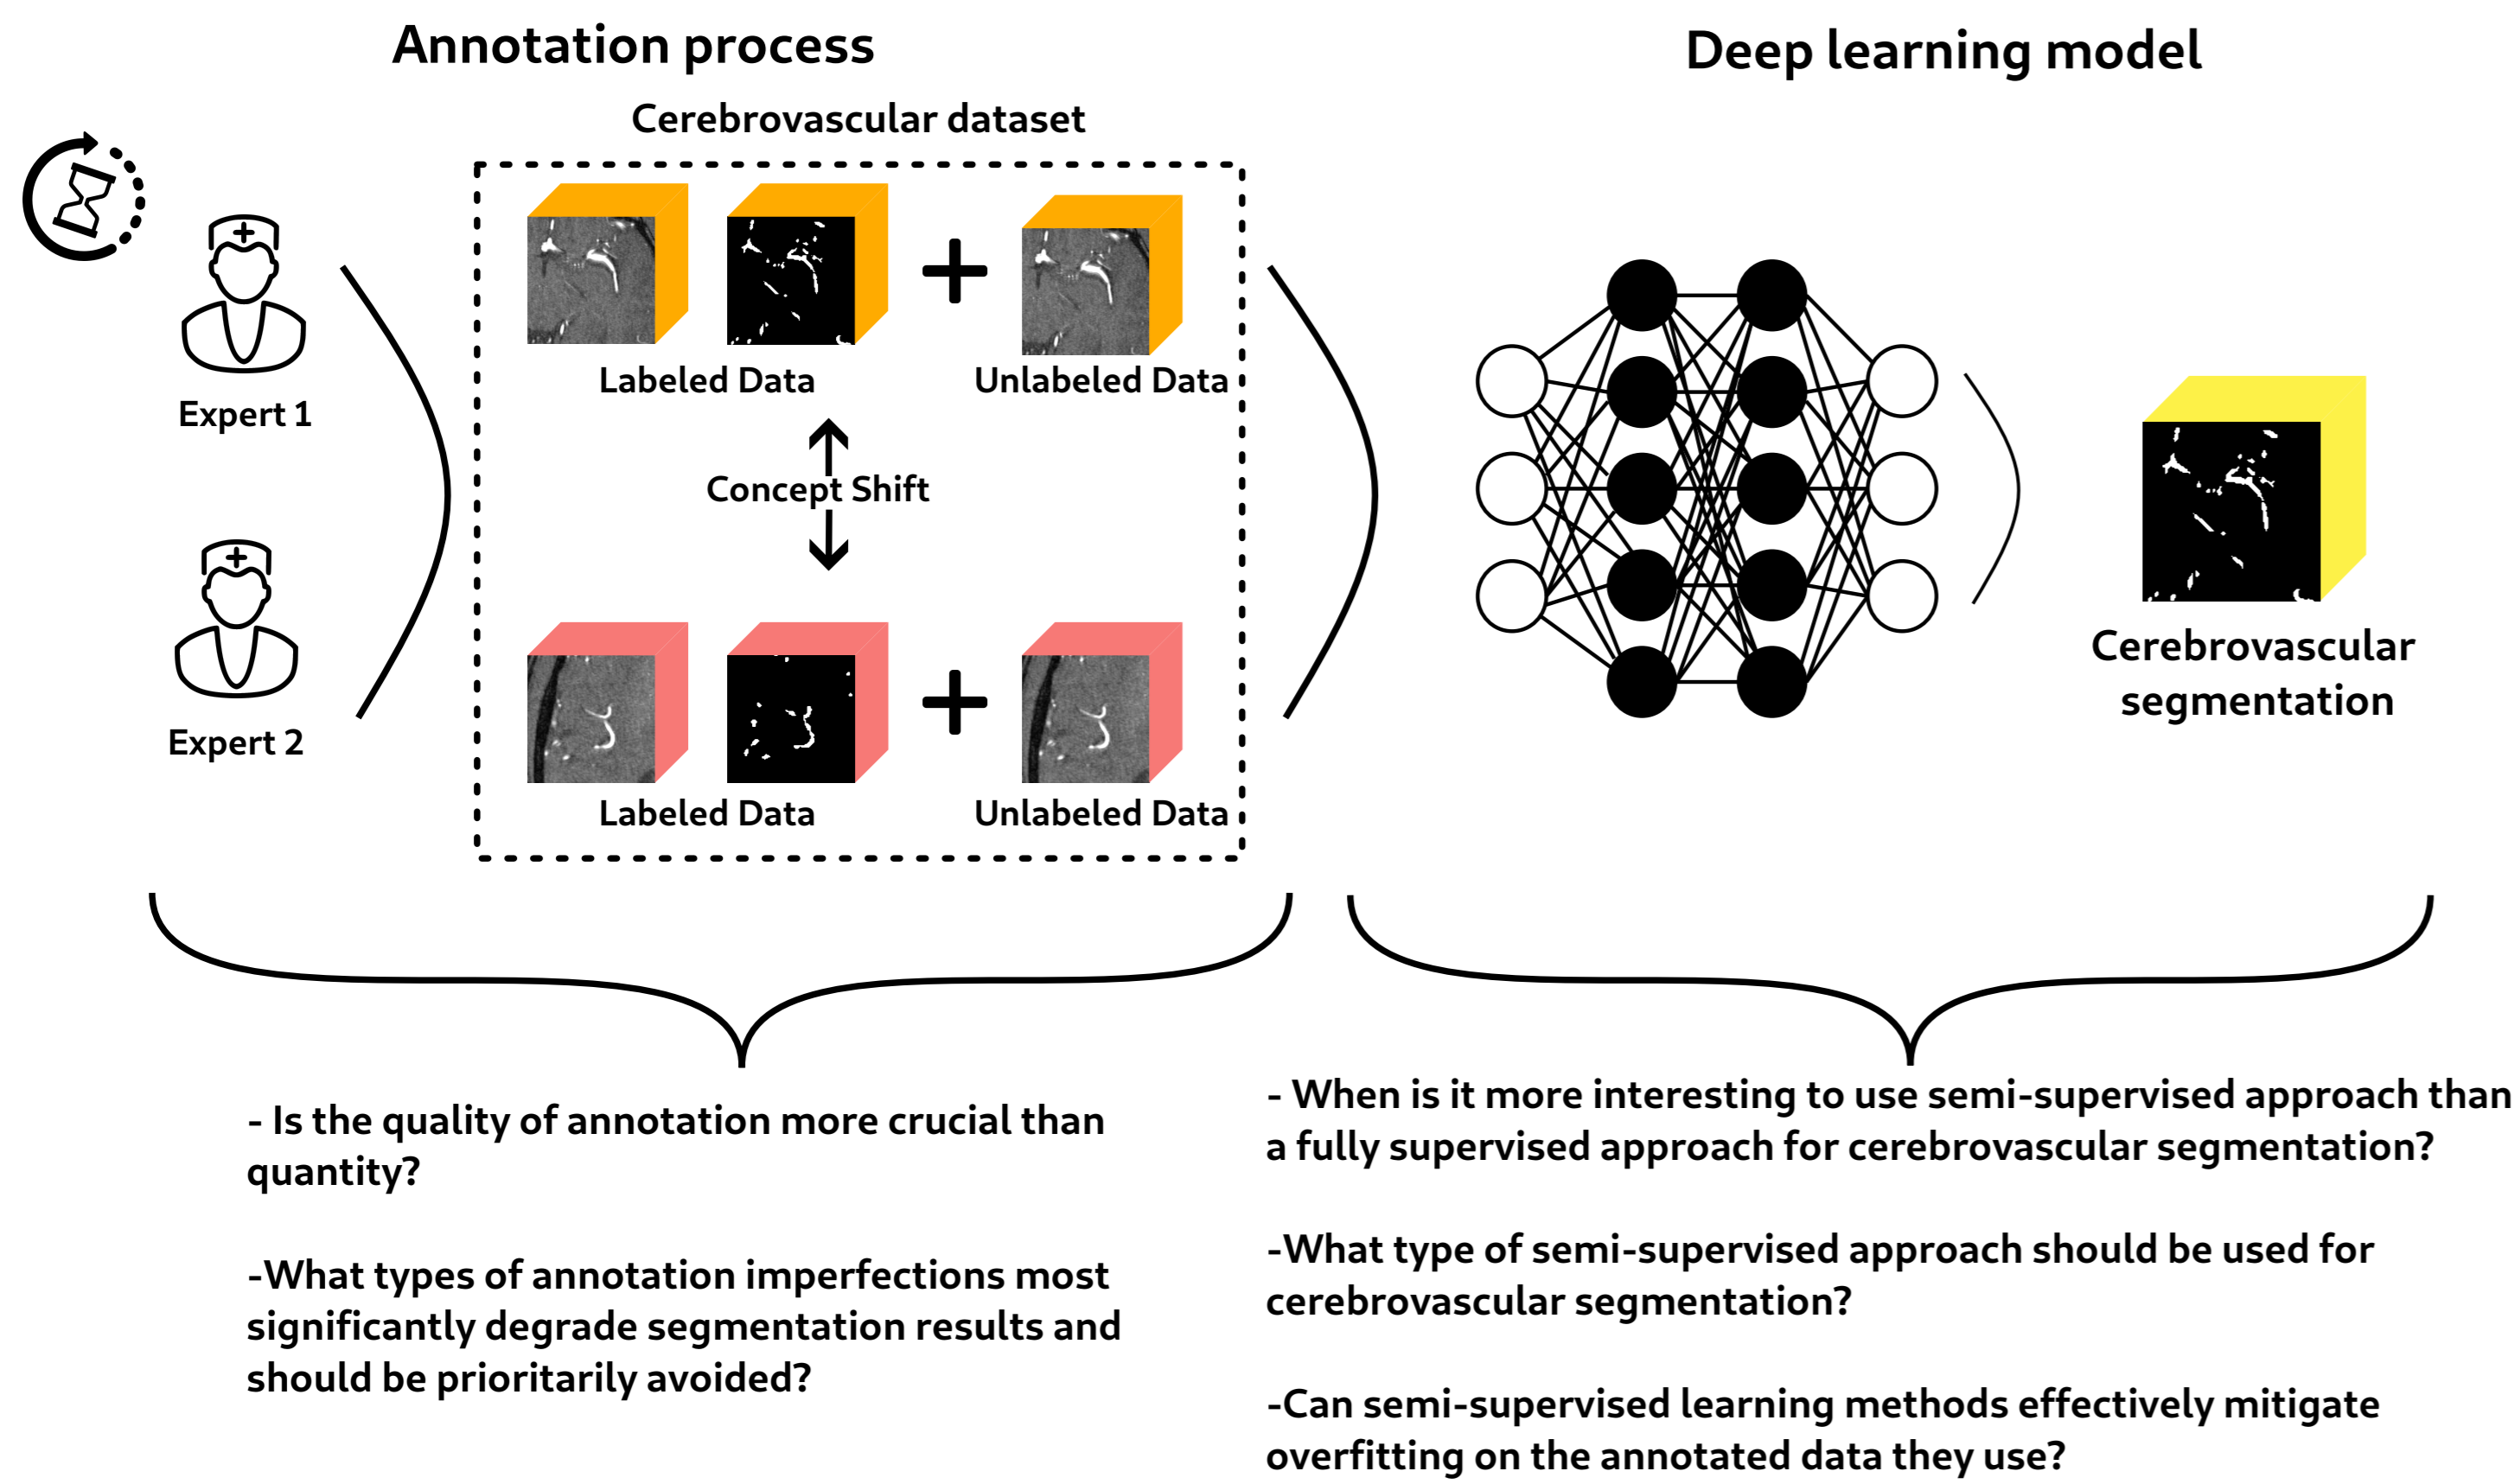 Annotation process
Deep learning model
Cerebrovascular dataset
Expert 1
Labeled Data
Unlabeled Data
Concept Shift
Expert 2
Labeled Data
Unlabeled Data
Cerebrovascular
segmentation
- Is the quality of annotation more crucial than
quantity?
-What types of annotation imperfections most
significantly degrade segmentation results and
should be prioritarily avoided?
- When is it more interesting to use semi-supervised approach than
a fully supervised approach for cerebrovascular segmentation?
-What type of semi-supervised approach should be used for
cerebrovascular segmentation?
-Can semi-supervised learning methods effectively mitigate
overfitting on the annotated data they use?